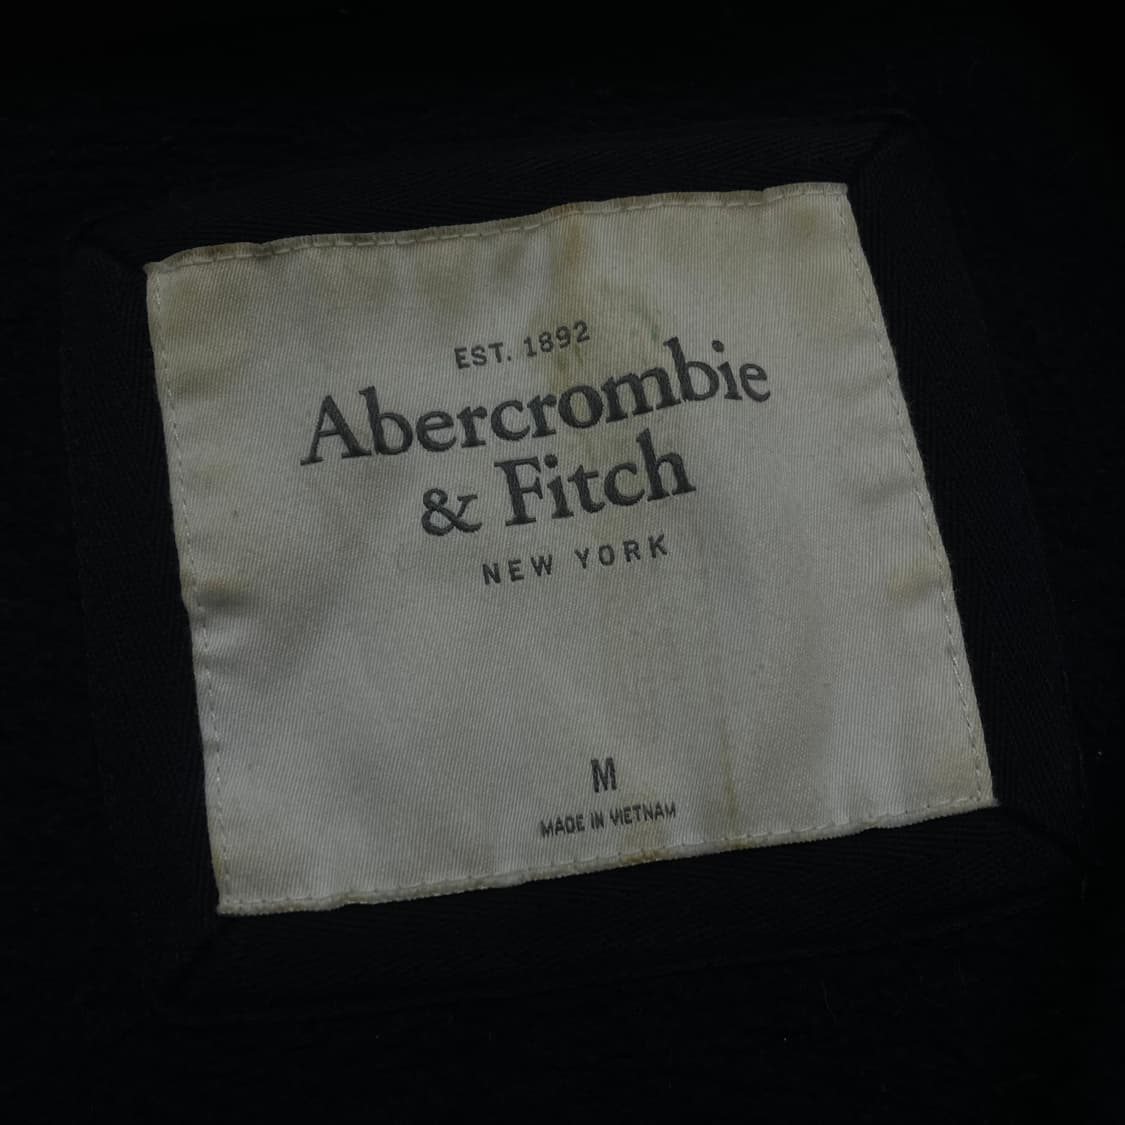 EST. 1892
Abercrombie
& Fitch
NEW YORK
M
MADE IN VIETNAM